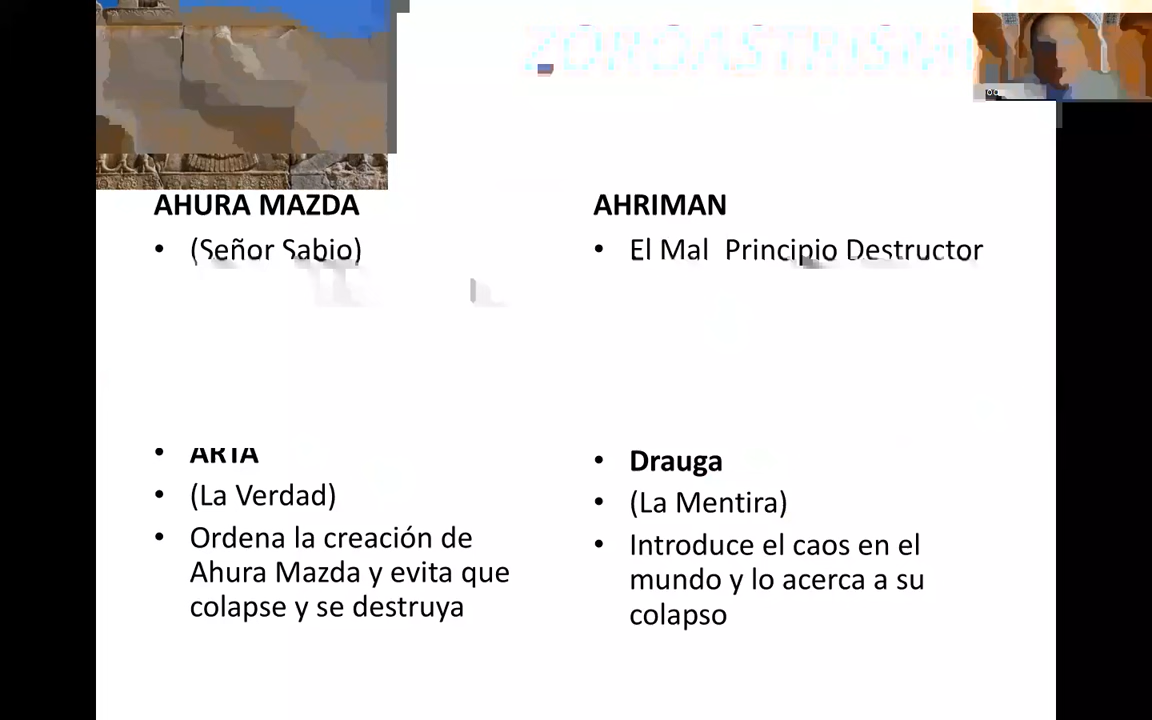 ZOROASTRISM
AHURA MAZDA
• (Señor Sabio)
• ARTA
• (La Verdad)
• Ordena la creación de
Ahura Mazda y evita que
colapse y se destruya
AHRIMAN
• El Mal Principio Destructor
• Drauga
• (La Mentira)
• Introduce el caos en el
mundo y lo acerca a su
colapso